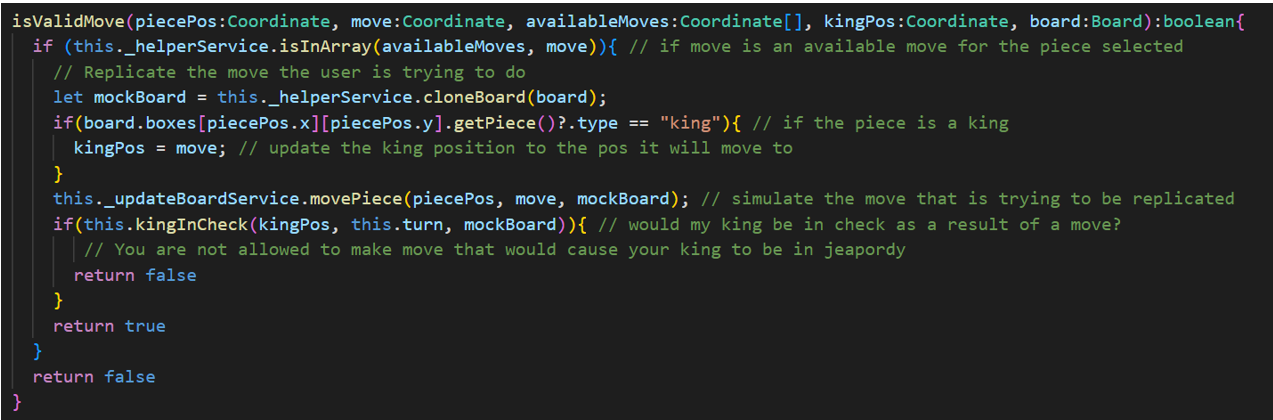 isValidMove(piecePos:Coordinate, move:Coordinate, availableMoves:Coordinate[], kingPos:Coordinate, board:Board):boolean{
if (this._helperService.isInArray(availableMoves, move)){ // if move is an available move for the piece selected
// Replicate the move the user is trying to do
let mockBoard = this._helperService.cloneBoard(board);
if(board.boxes[piecePos.x][piecePos.y].getPiece()?.type == "king"){ // if the piece is a king
kingPos = move; // update the king position to the pos it will move to
}
this._updateBoardService.movePiece(piecePos, move, mockBoard); // simulate the move that is trying to be replicated
if(this.kingInCheck(kingPos, this.turn, mockBoard)){ // would my king be in check as a result of a move?
// You are not allowed to make move that would cause your king to be in jeapordy
return false
}
return true
}
return false
}